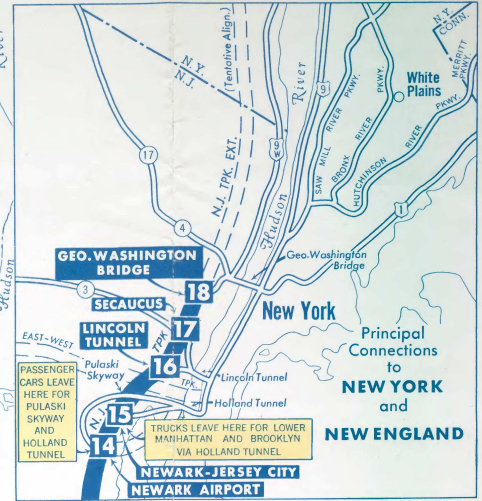 N.Y.
CONN.
MERRITT
PKWY.
River
N.Y.
N.J.
(Tentative Align.)
River
9
White
Plains
SAW MILL RIVER PKWY.
BRONX RIVER PKWY.
HUTCHINSON RIVER PKWY.
17
N.J. TPK. EXT.
9
W
Hudson
1
4
GEO. WASHINGTON
BRIDGE
Geo. Washington
Bridge
Hudson
3
18
SECAUCUS
17
New York
LINCOLN
TUNNEL
TPK
16
EAST-WEST
TPK.
Principal
Connections
to
NEW YORK
and
NEW ENGLAND
Pulaski
Skyway
Lincoln Tunnel
Holland Tunnel
PASSENGER
CARS LEAVE
HERE FOR
PULASKI
SKYWAY
AND
HOLLAND
TUNNEL
N.J.
15
TRUCKS LEAVE HERE FOR LOWER
MANHATTAN AND BROOKLYN
VIA HOLLAND TUNNEL
14
NEWARK-JERSEY CITY
NEWARK AIRPORT